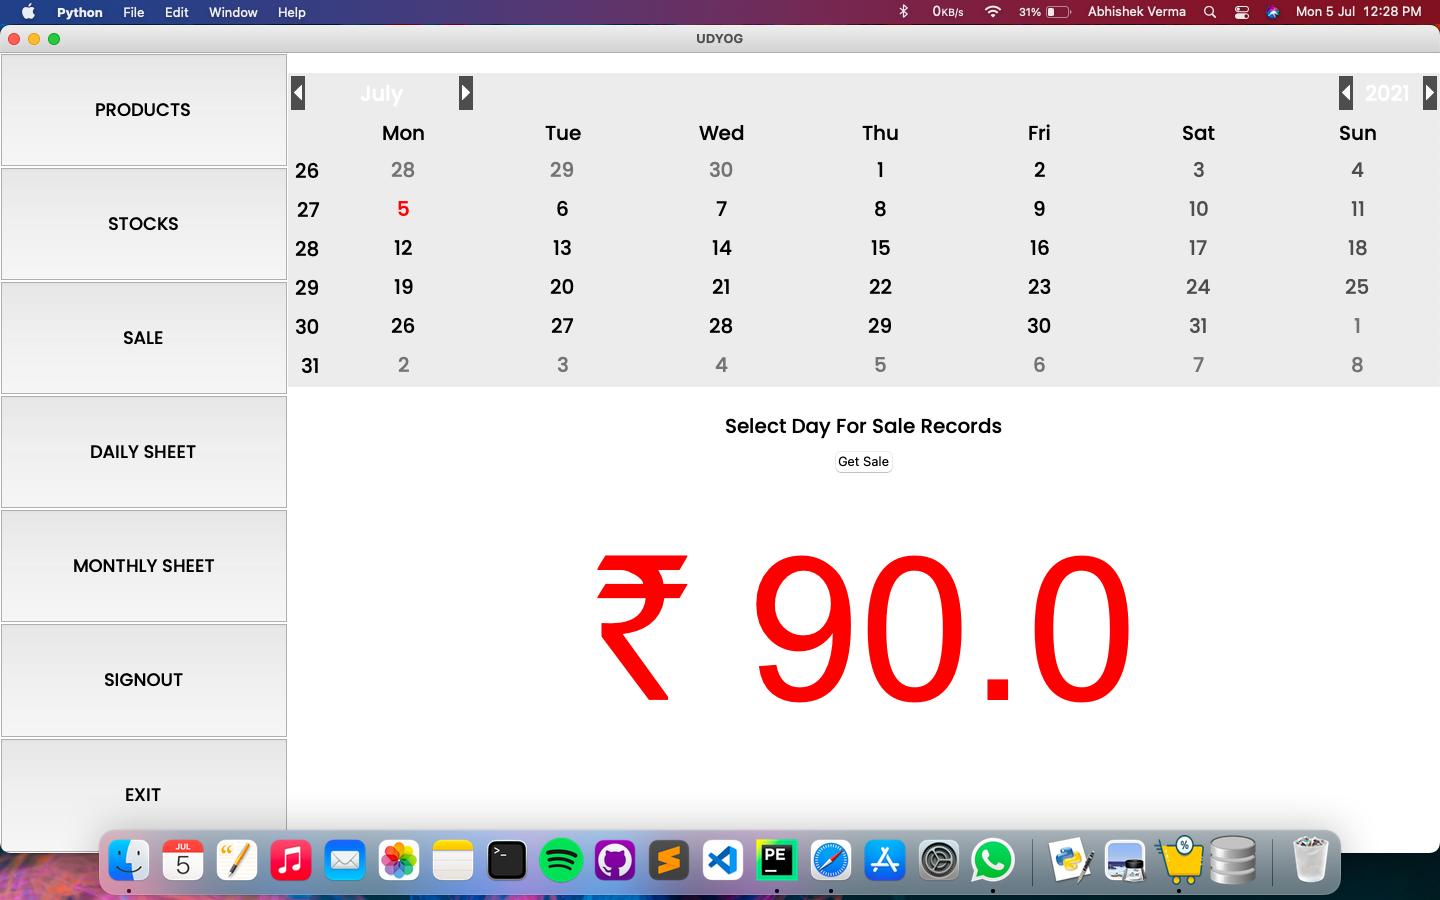 Python File Edit Window Help 0KB/s 31% Abhishek Verma Mon 5 Jul 12:28 PM
UDYOG
PRODUCTS
STOCKS
SALE
DAILY SHEET
MONTHLY SHEET
SIGNOUT
EXIT
July 2021
Mon Tue Wed Thu Fri Sat Sun
26 28 29 30 1 2 3 4
27 5 6 7 8 9 10 11
28 12 13 14 15 16 17 18
29 19 20 21 22 23 24 25
30 26 27 28 29 30 31 1
31 2 3 4 5 6 7 8
Select Day For Sale Records
Get Sale
₹ 90.0
JUL
5
>_
PE
%